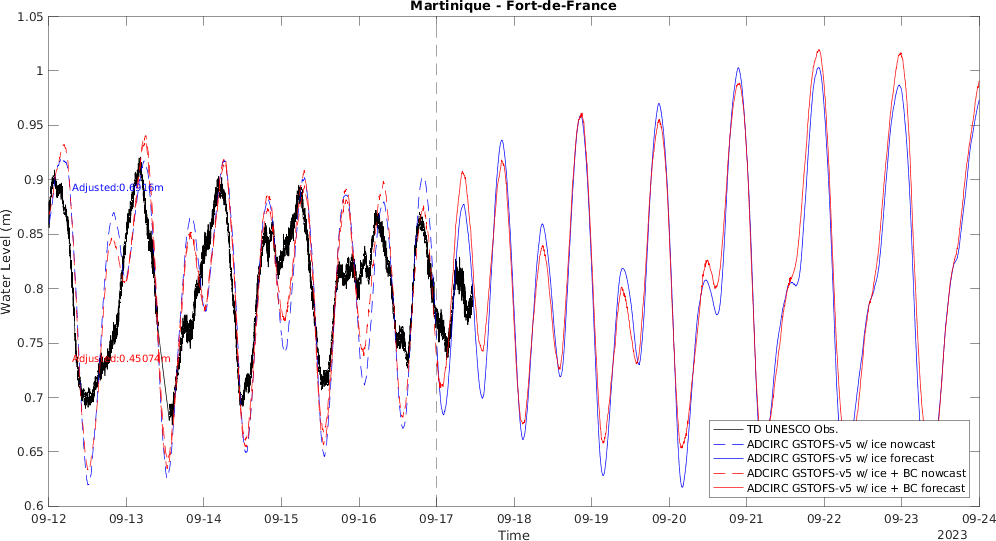 Martinique - Fort-de-France
1.05
1
0.95
0.9
0.85
0.8
0.75
0.7
0.65
0.6
Water Level (m)
Adjusted:0.6916m
Adjusted:0.45074m
TD UNESCO Obs.
ADCIRC GSTOFS-v5 w/ ice nowcast
ADCIRC GSTOFS-v5 w/ ice forecast
ADCIRC GSTOFS-v5 w/ ice + BC nowcast
ADCIRC GSTOFS-v5 w/ ice + BC forecast
09-12 09-13 09-14 09-15 09-16 09-17 09-18 09-19 09-20 09-21 09-22 09-23 09-24
Time
2023